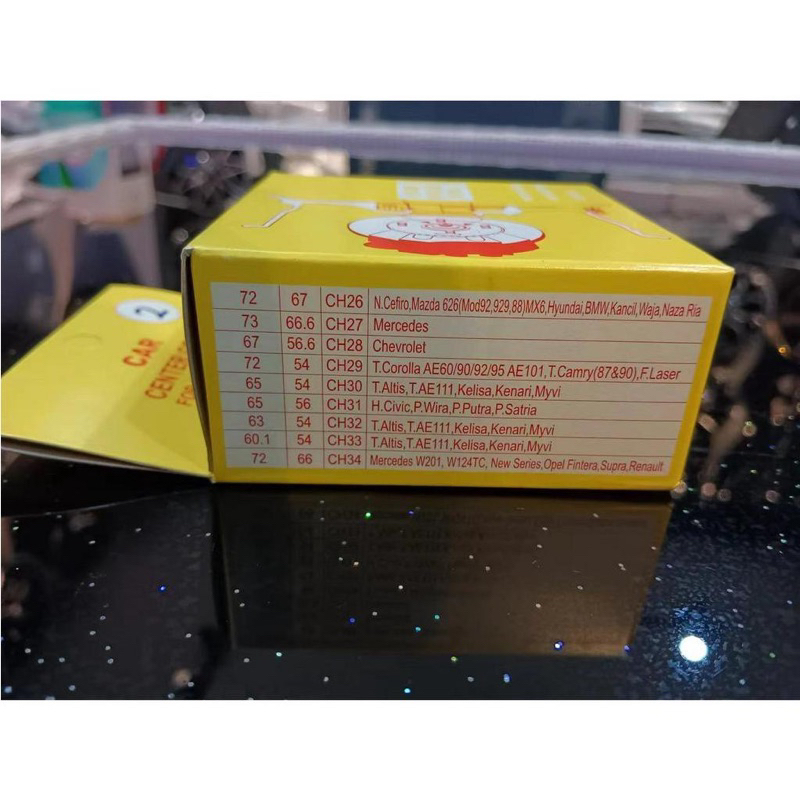 72 67 CH26 N.Cefiro,Mazda 626(Mod92,929,88)MX6,Hyundai,BMW,Kancil,Waja,Naza Ria
73 66.6 CH27 Mercedes
67 56.6 CH28 Chevrolet
72 54 CH29 T.Corolla AE60/90/92/95 AE101,T.Camry(87&90),F.Laser
65 54 CH30 T.Altis,T.AE111,Kelisa,Kenari,Myvi
65 56 CH31 H.Civic,P.Wira,P.Putra,P.Satria
63 54 CH32 T.Altis,T.AE111,Kelisa,Kenari,Myvi
60.1 54 CH33 T.Altis,T.AE111,Kelisa,Kenari,Myvi
72 66 CH34 Mercedes W201, W124TC, New Series,Opel Fintera,Supra,Renault
2
CAR